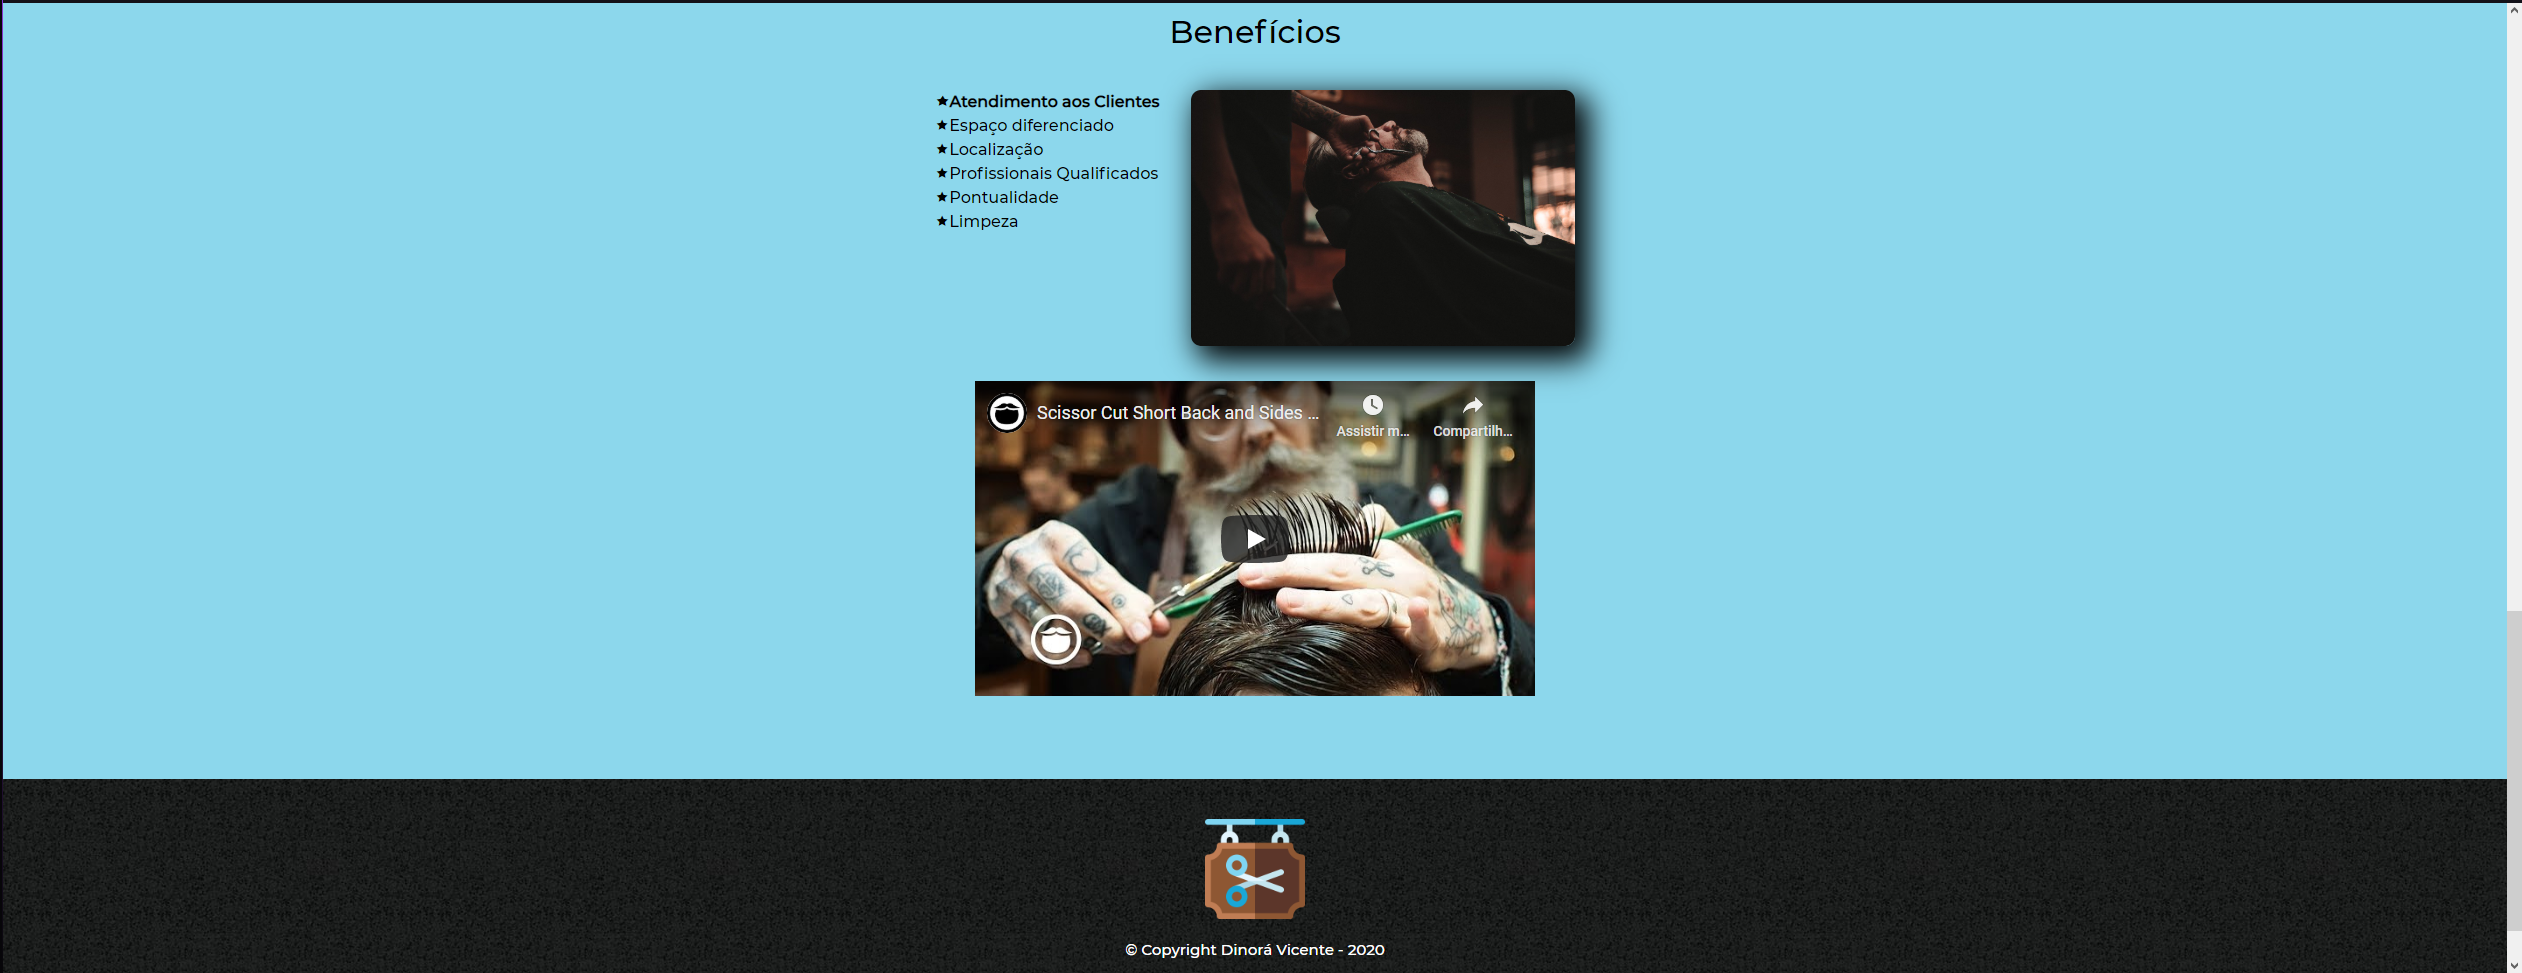 Benefícios
★Atendimento aos Clientes
★Espaço diferenciado
★Localização
★Profissionais Qualificados
★Pontualidade
★Limpeza
Scissor Cut Short Back and Sides ...
Assistir m...
Compartilh...
© Copyright Dinorá Vicente - 2020